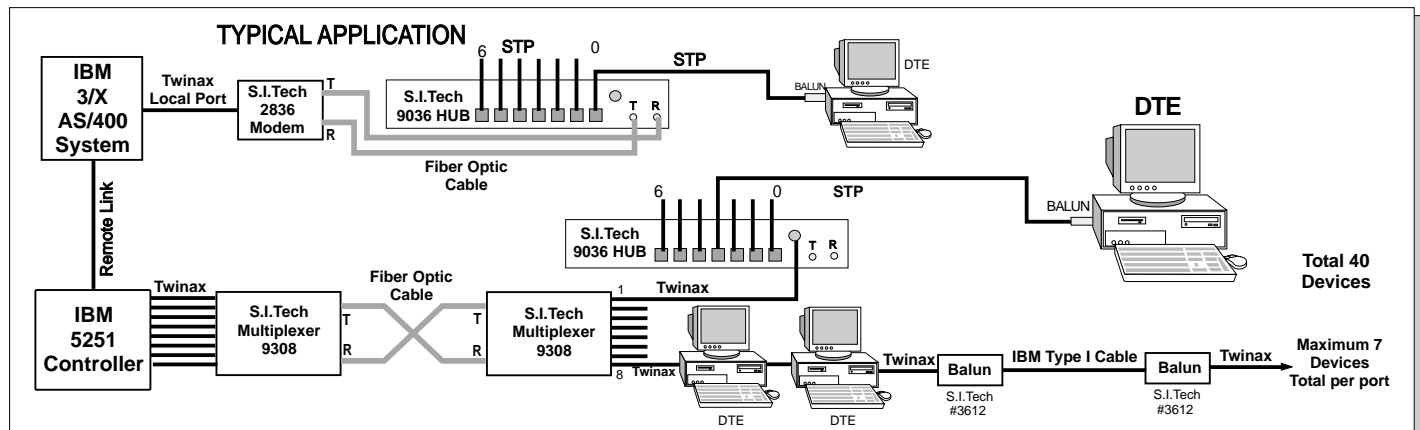 TYPICAL APPLICATION
IBM
3/X
AS/400
System
Twinax
Local Port
S.I.Tech
2836
Modem
T
R
Fiber Optic
Cable
6
STP
0
S.I.Tech
9036 HUB
T R
STP
BALUN
DTE
Remote Link
6
0
STP
S.I.Tech
9036 HUB
T R
BALUN
DTE
Total 40
Devices
IBM
5251
Controller
Twinax
S.I.Tech
Multiplexer
9308
T
R
Fiber Optic
Cable
T
R
S.I.Tech
Multiplexer
9308
1
Twinax
8
Twinax
DTE
DTE
Twinax
Balun
S.I.Tech
#3612
IBM Type I Cable
Balun
S.I.Tech
#3612
Twinax
Maximum 7
Devices
Total per port